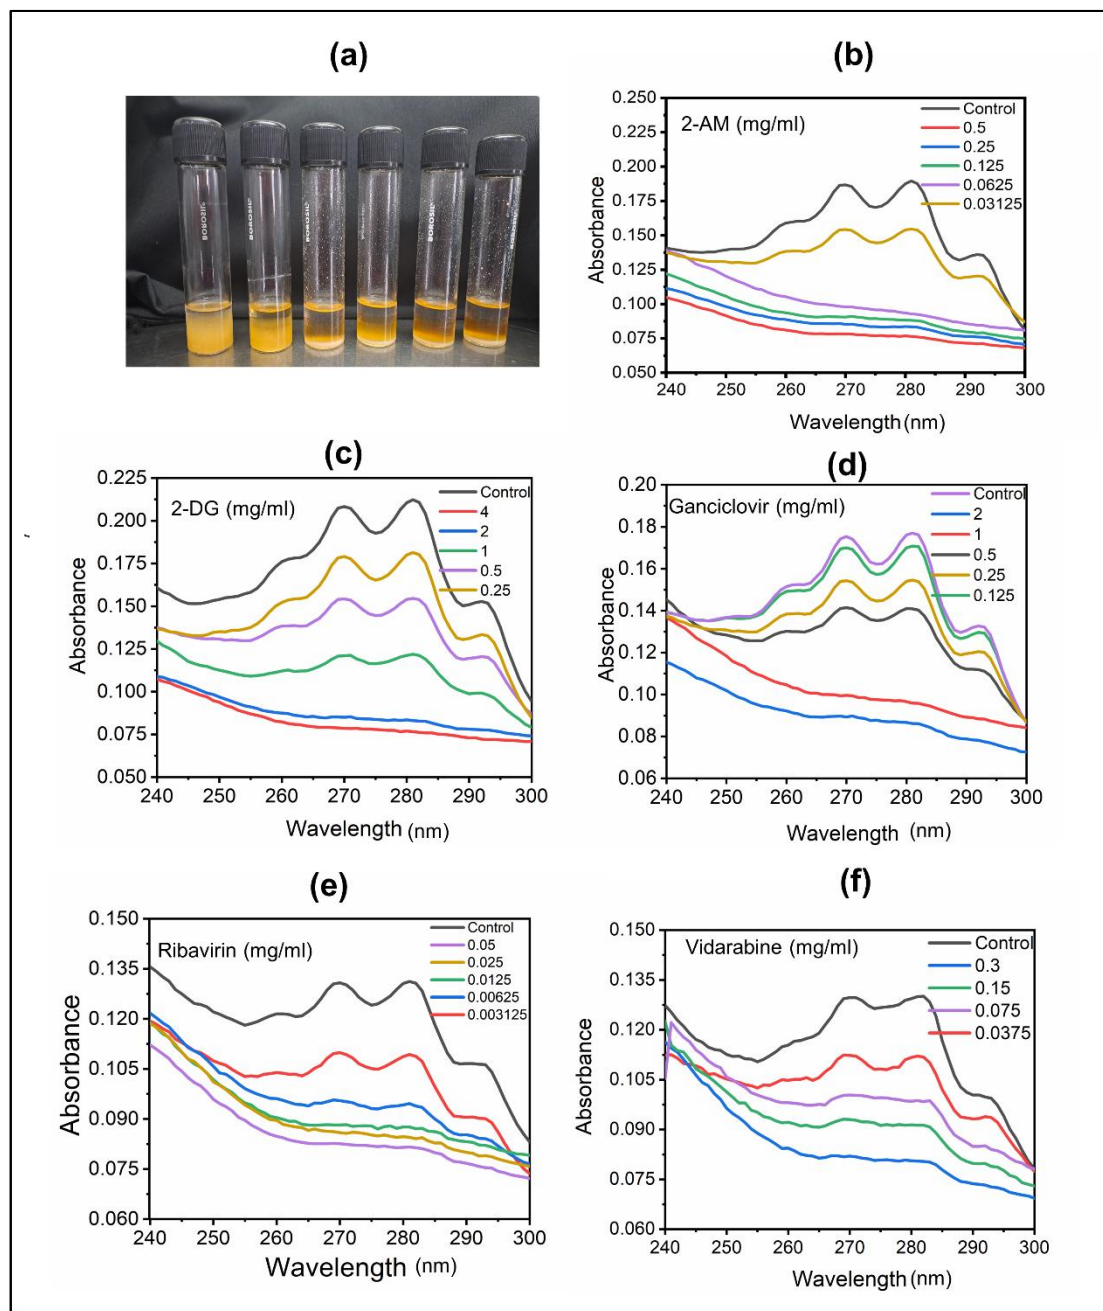 (a)
BOROSIL
BOROSIL
BOROSIL
BOROSIL
BOROSIL
(b)
2-AM (mg/ml)
Control
0.5
0.25
0.125
0.0625
0.03125
0.250
0.225
0.200
0.175
0.150
0.125
0.100
0.075
0.050
Absorbance
240 250 260 270 280 290 300
Wavelength (nm)
(c)
2-DG (mg/ml)
Control
4
2
1
0.5
0.25
0.225
0.200
0.175
0.150
0.125
0.100
0.075
0.050
Absorbance
240 250 260 270 280 290 300
Wavelength (nm)
(d)
Ganciclovir (mg/ml)
Control
2
1
0.5
0.25
0.125
0.20
0.18
0.16
0.14
0.12
0.10
0.08
0.06
Absorbance
240 250 260 270 280 290 300
Wavelength (nm)
(e)
Ribavirin (mg/ml)
Control
0.05
0.025
0.0125
0.00625
0.003125
0.150
0.135
0.120
0.105
0.090
0.075
0.060
Absorbance
240 250 260 270 280 290 300
Wavelength (nm)
(f)
Vidarabine (mg/ml)
Control
0.3
0.15
0.075
0.0375
0.150
0.135
0.120
0.105
0.090
0.075
0.060
Absorbance
240 250 260 270 280 290 300
Wavelength (nm)